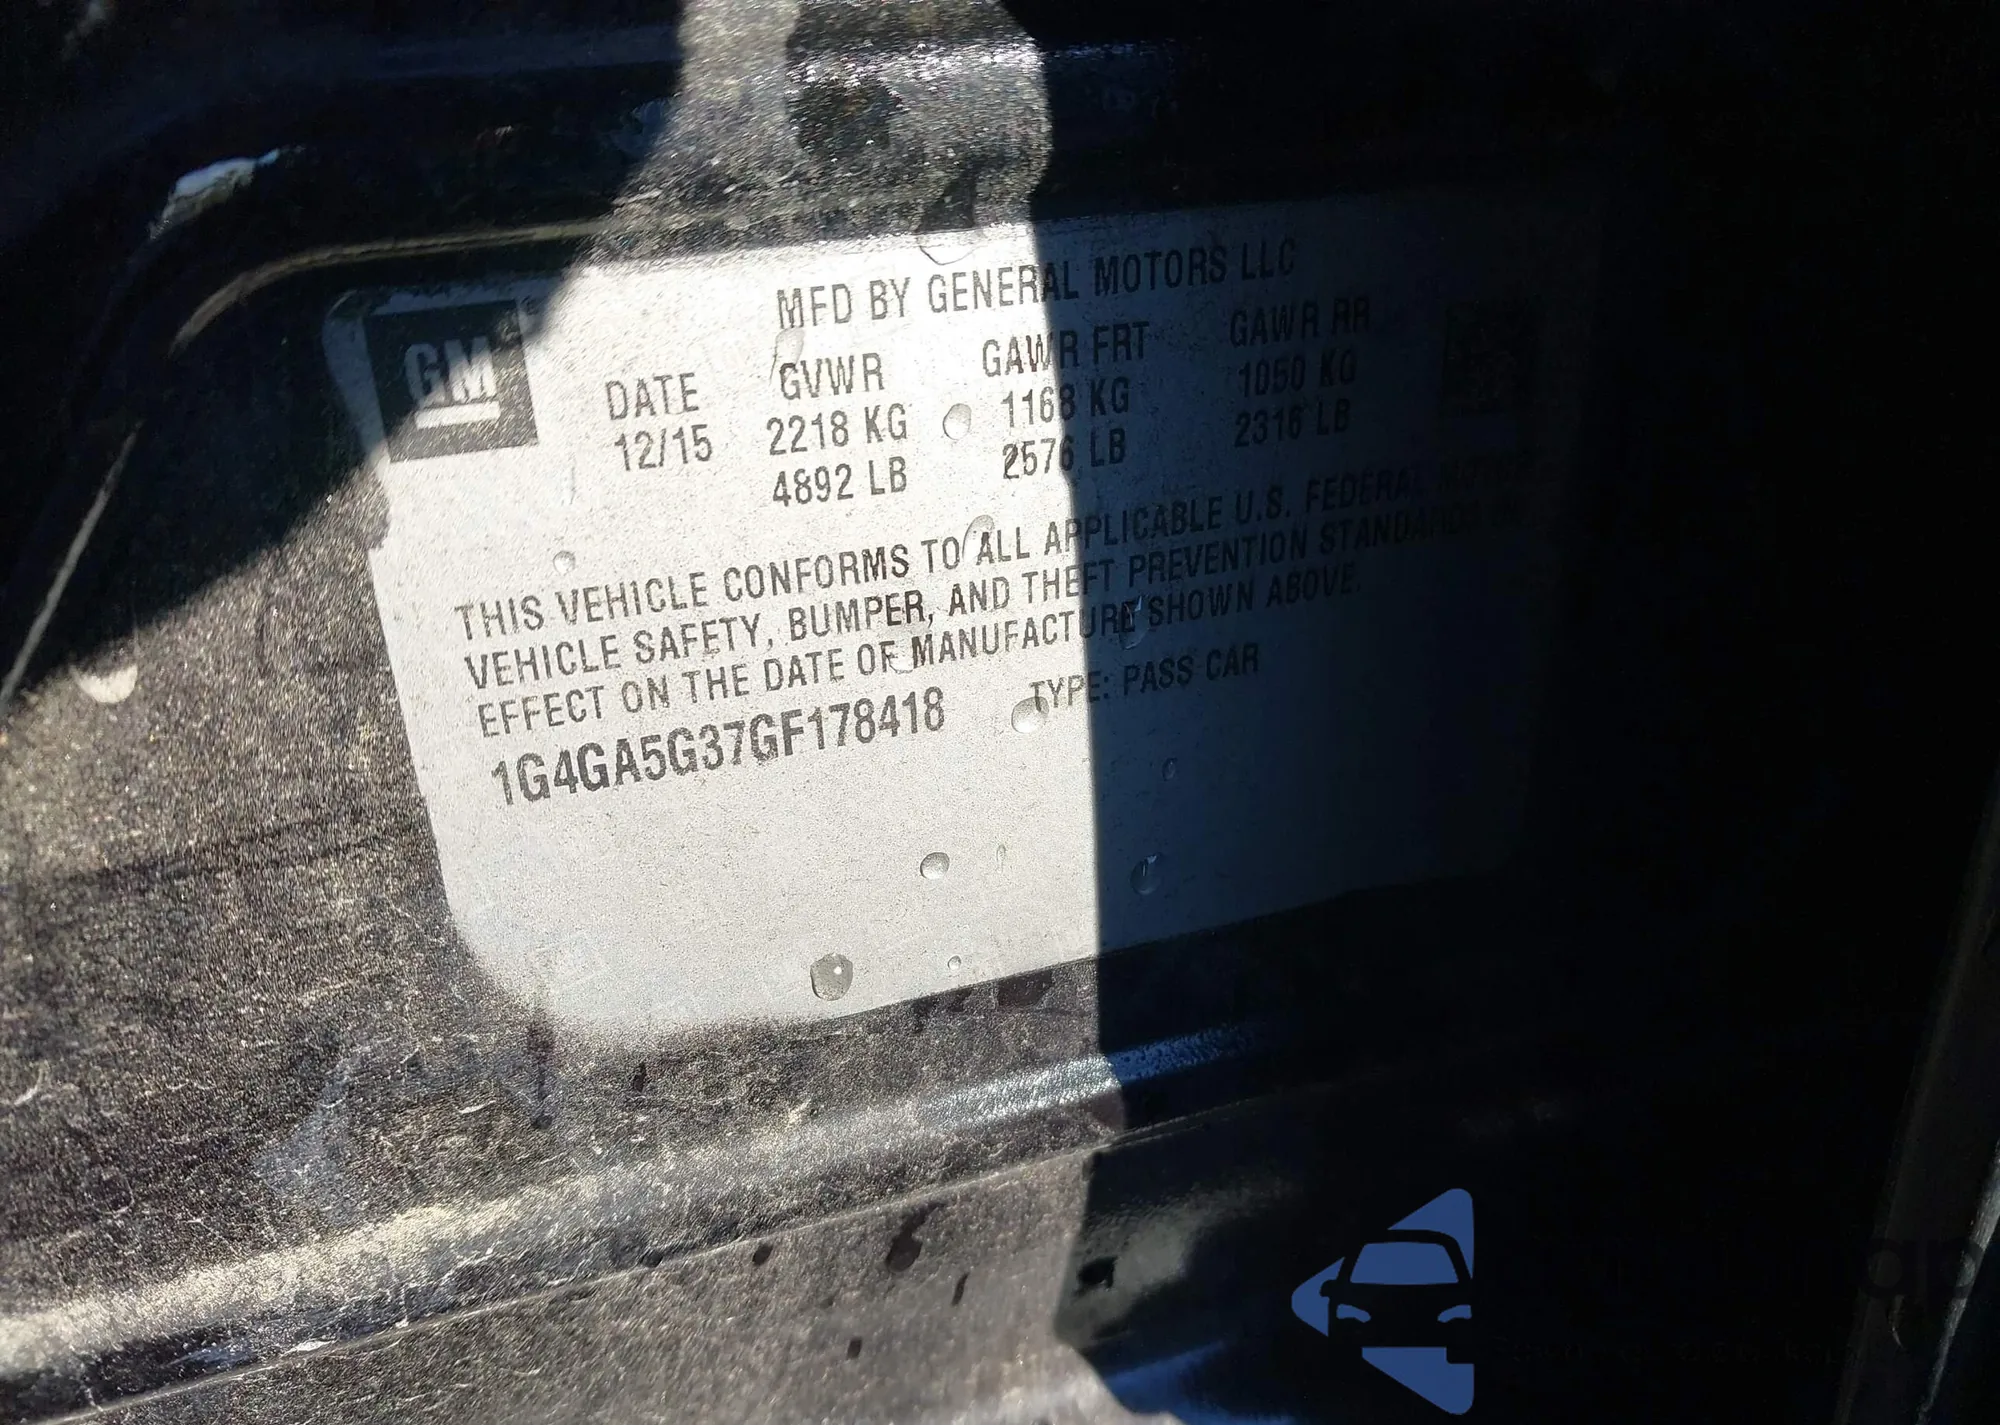 GM
MFD BY GENERAL MOTORS LLC
DATE GVWR GAWR FRT GAWR RR
12/15 2218 KG 1168 KG 1050 KG
4892 LB 2576 LB 2316 LB
THIS VEHICLE CONFORMS TO ALL APPLICABLE U.S. FEDERAL
VEHICLE SAFETY, BUMPER, AND THEFT PREVENTION STANDARDS
EFFECT ON THE DATE OF MANUFACTURE SHOWN ABOVE.
1G4GA5G37GF178418 TYPE: PASS CAR